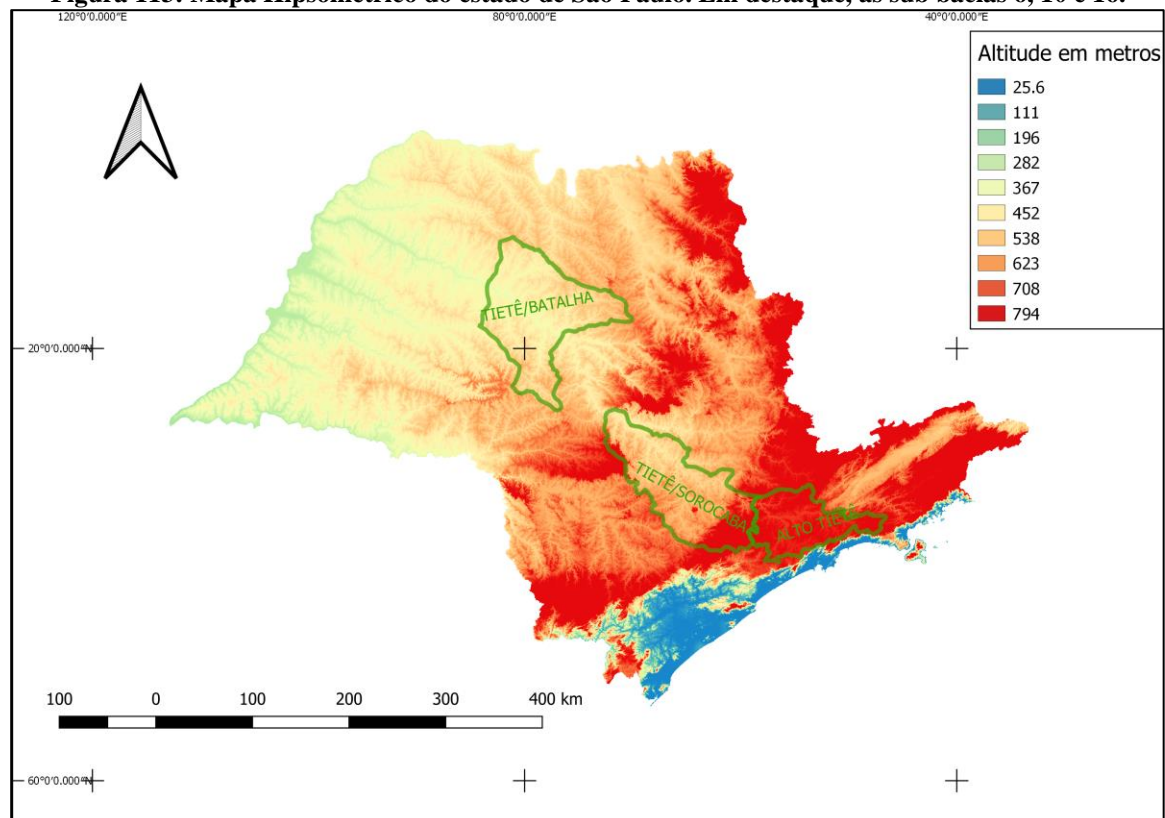 Figura 115: Mapa Hipsométrico do estado de São Paulo. Em destaque, as sub-bacias 6, 10 e 16.
120°0'0.000"E 80°0'0.000"E 40°0'0.000"E
Altitude em metros
25.6
111
196
282
367
452
538
623
708
794
TIETÊ/BATALHA
20°0'0.000"N
TIETÊ/SOROCABA
ALTO TIETÊ
100 0 100 200 300 400 km
60°0'0.000"N